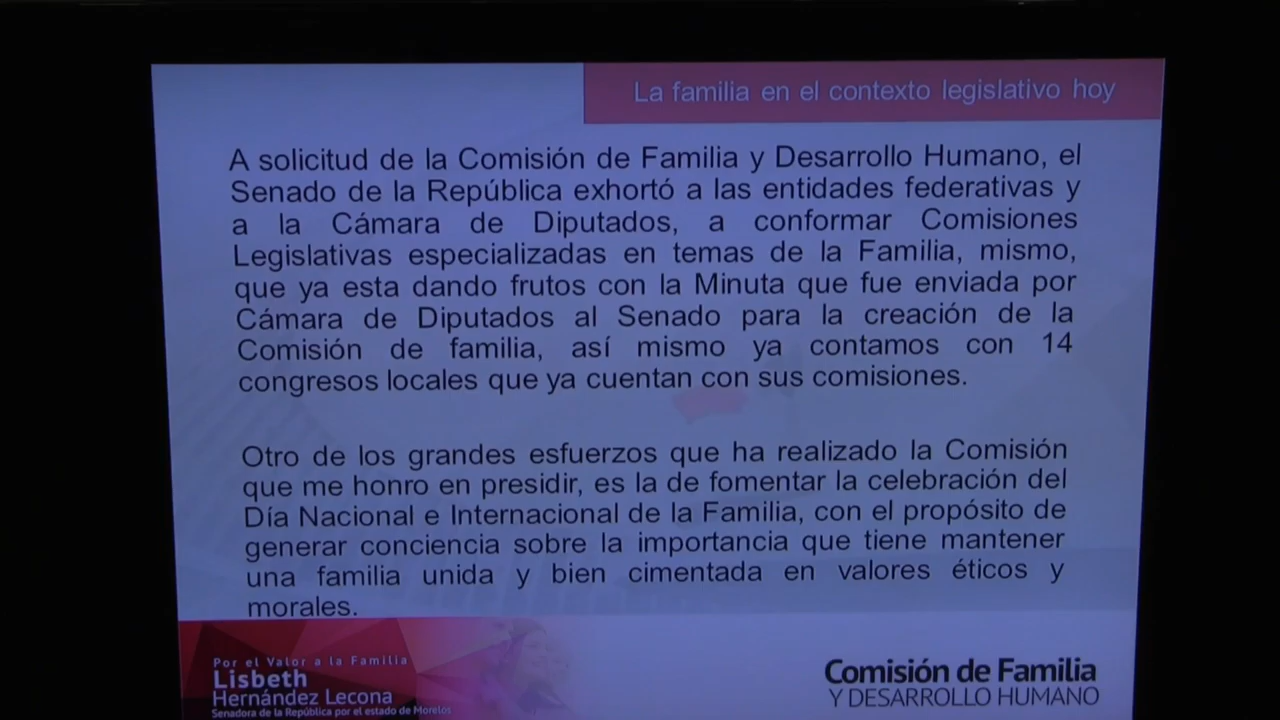 La familia en el contexto legislativo hoy
A solicitud de la Comisión de Familia y Desarrollo Humano, el
Senado de la República exhortó a las entidades federativas y
a la Cámara de Diputados, a conformar Comisiones
Legislativas especializadas en temas de la Familia, mismo,
que ya esta dando frutos con la Minuta que fue enviada por
Cámara de Diputados al Senado para la creación de la
Comisión de familia, así mismo ya contamos con 14
congresos locales que ya cuentan con sus comisiones.
Otro de los grandes esfuerzos que ha realizado la Comisión
que me honro en presidir, es la de fomentar la celebración del
Día Nacional e Internacional de la Familia, con el propósito de
generar conciencia sobre la importancia que tiene mantener
una familia unida y bien cimentada en valores éticos y
morales.
Por el Valor a la Familia
Lisbeth
Hernández Lecona
Senadora de la República por el estado de Morelos
Comisión de Familia
Y DESARROLLO HUMANO